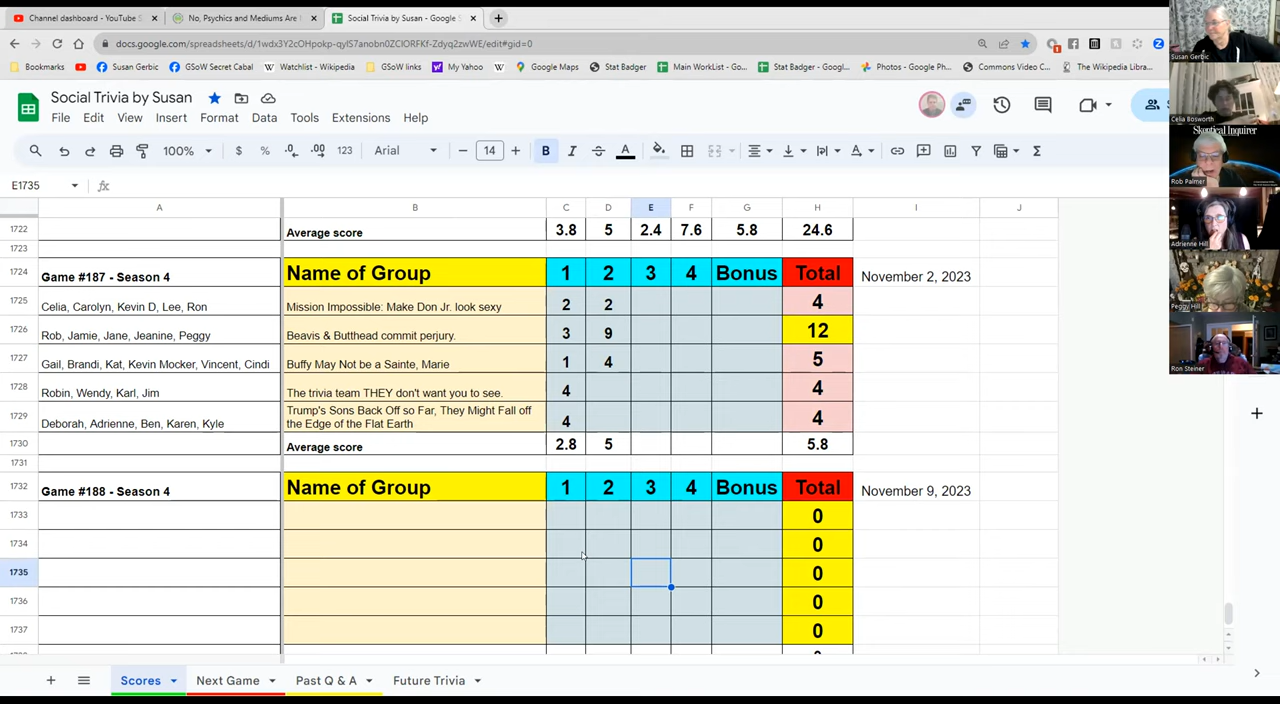 Channel dashboard - YouTube S
No, Psychics and Mediums Are T
Social Trivia by Susan - Google S
docs.google.com/spreadsheets/d/1wdx3Y2cOHpokp-qyIS7anobn0ZCIORFKf-Zdyq2zwWE/edit#gid=0
Bookmarks
Susan Gerbic
GSoW Secret Cabal
Watchlist - Wikipedia
GSoW links
My Yo
Ma
Stat Badger
Main WorkList - Goo...
Badger - Googl...
Photos
Commons Video C...
The Wikipedia Libra...
Social Trivia by Susan
File Edit View Insert Format Data Tools Extensions Help
100% $ % .0 .00 123 Arial 14 B I S A
E1735 fx
A B C D E F G H I J
1722 Average score 3.8 5 2.4 7.6 5.8 24.6
1723
1724 Game #187 - Season 4 Name of Group 1 2 3 4 Bonus Total November 2, 2023
1725 Celia, Carolyn, Kevin D, Lee, Ron Mission Impossible: Make Don Jr. look sexy 2 2 4
1726 Rob, Jamie, Jane, Jeanine, Peggy Beavis & Butthead commit perjury. 3 9 12
1727 Gail, Brandi, Kat, Kevin Mocker, Vincent, Cindi Buffy May Not be a Sainte, Marie 1 4 5
1728 Robin, Wendy, Karl, Jim The trivia team THEY don't want you to see. 4 4
1729 Deborah, Adrienne, Ben, Karen, Kyle Trump's Sons Back Off so Far, They Might Fall off
the Edge of the Flat Earth 4 4
1730 Average score 2.8 5 5.8
1731
1732 Game #188 - Season 4 Name of Group 1 2 3 4 Bonus Total November 9, 2023
1733 0
1734 0
1735 0
1736 0
1737 0
Scores Next Game Past Q & A Future Trivia
Susan Gerbic
Celia Bosworth
Skeptical Inquirer
Rob Palmer
Adrienne Hill
Peggy Hill
Ron Steiner